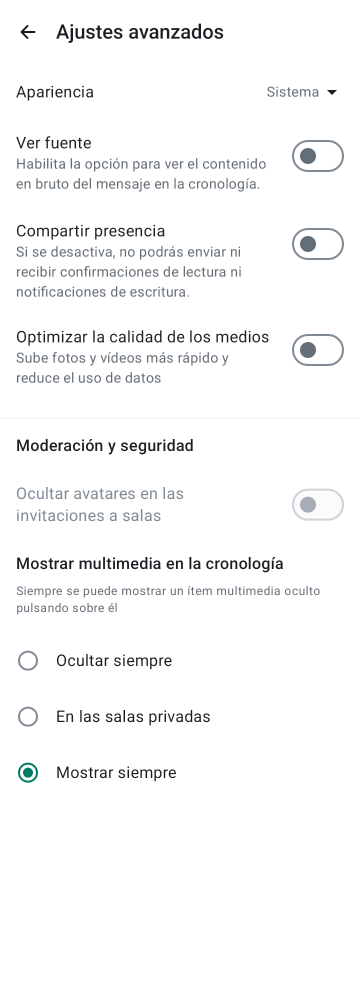 Ajustes avanzados
Apariencia
Sistema
Ver fuente
Habilita la opción para ver el contenido
en bruto del mensaje en la cronología.
Compartir presencia
Si se desactiva, no podrás enviar ni
recibir confirmaciones de lectura ni
notificaciones de escritura.
Optimizar la calidad de los medios
Sube fotos y vídeos más rápido y
reduce el uso de datos
Moderación y seguridad
Ocultar avatares en las
invitaciones a salas
Mostrar multimedia en la cronología
Siempre se puede mostrar un ítem multimedia oculto
pulsando sobre él
Ocultar siempre
En las salas privadas
Mostrar siempre